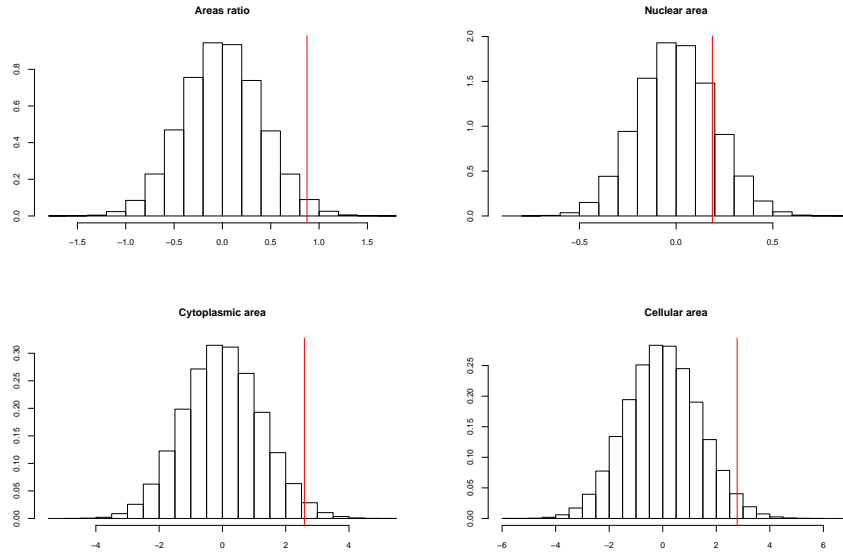 Areas ratio
0.0 0.2 0.4 0.6 0.8
−1.5 −1.0 −0.5 0.0 0.5 1.0 1.5
Nuclear area
0.0 0.5 1.0 1.5 2.0
−0.5 0.0 0.5
Cytoplasmic area
0.00 0.05 0.10 0.15 0.20 0.25 0.30
−4 −2 0 2 4
Cellular area
0.00 0.05 0.10 0.15 0.20 0.25
−6 −4 −2 0 2 4 6